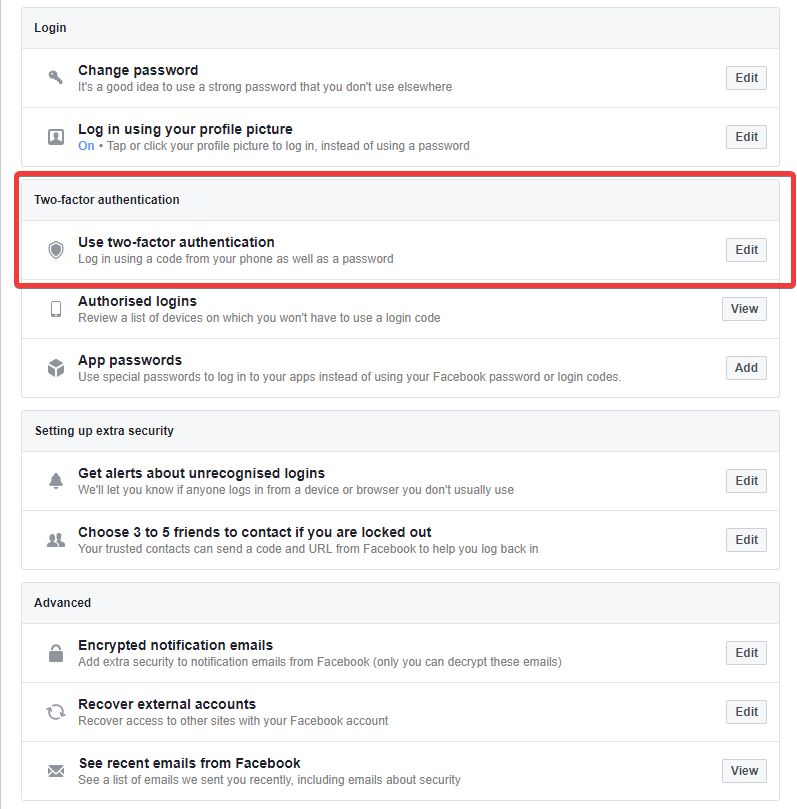 Login
Change password
It's a good idea to use a strong password that you don't use elsewhere
Edit
Log in using your profile picture
On • Tap or click your profile picture to log in, instead of using a password
Edit
Two-factor authentication
Use two-factor authentication
Log in using a code from your phone as well as a password
Edit
Authorised logins
Review a list of devices on which you won't have to use a login code
View
App passwords
Use special passwords to log in to your apps instead of using your Facebook password or login codes.
Add
Setting up extra security
Get alerts about unrecognised logins
We'll let you know if anyone logs in from a device or browser you don't usually use
Edit
Choose 3 to 5 friends to contact if you are locked out
Your trusted contacts can send a code and URL from Facebook to help you log back in
Edit
Advanced
Encrypted notification emails
Add extra security to notification emails from Facebook (only you can decrypt these emails)
Edit
Recover external accounts
Recover access to other sites with your Facebook account
Edit
See recent emails from Facebook
See a list of emails we sent you recently, including emails about security
View